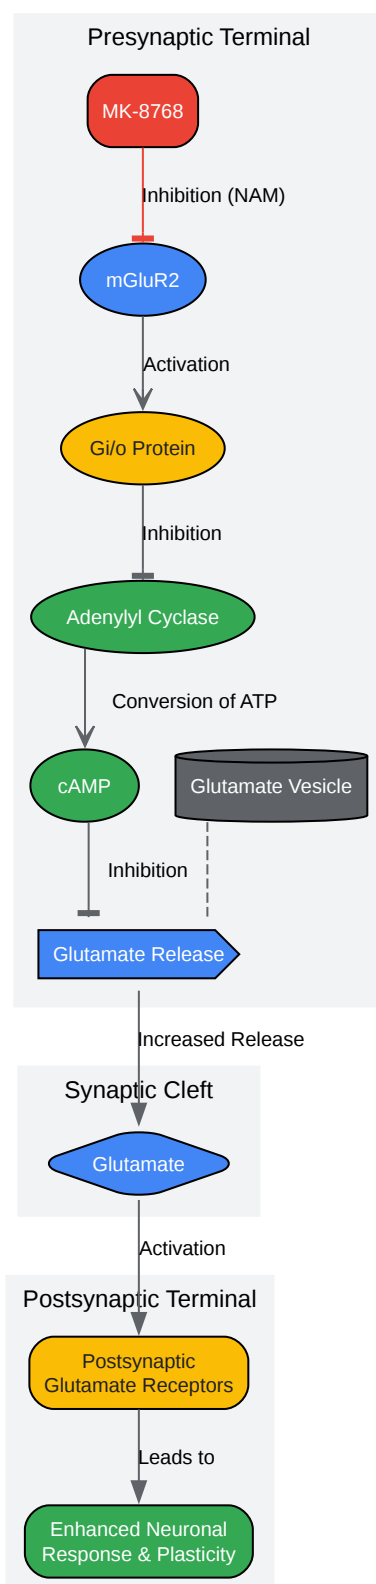 Presynaptic Terminal
MK-8768
Inhibition (NAM)
mGluR2
Activation
Gi/o Protein
Inhibition
Adenylyl Cyclase
Conversion of ATP
cAMP
Glutamate Vesicle
Inhibition
Glutamate Release
Increased Release
Synaptic Cleft
Glutamate
Activation
Postsynaptic Terminal
Postsynaptic
Glutamate Receptors
Leads to
Enhanced Neuronal
Response & Plasticity